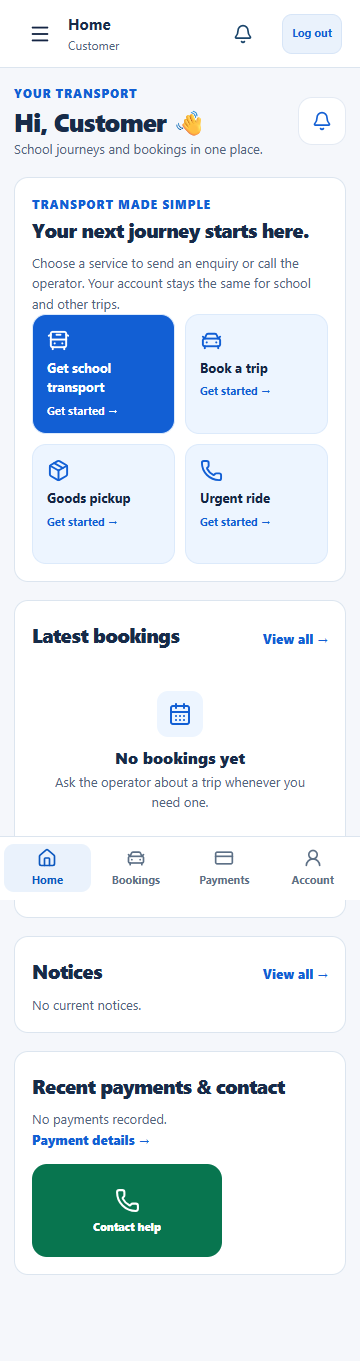 Home
Customer
Log out
YOUR TRANSPORT
Hi, Customer 👋
School journeys and bookings in one place.
TRANSPORT MADE SIMPLE
Your next journey starts here.
Choose a service to send an enquiry or call the
operator. Your account stays the same for school
and other trips.
Get school
transport
Get started →
Book a trip
Get started →
Goods pickup
Get started →
Urgent ride
Get started →
Latest bookings
View all →
No bookings yet
Ask the operator about a trip whenever you
need one.
Home
Bookings
Payments
Account
Notices
View all →
No current notices.
Recent payments & contact
No payments recorded.
Payment details →
Contact help